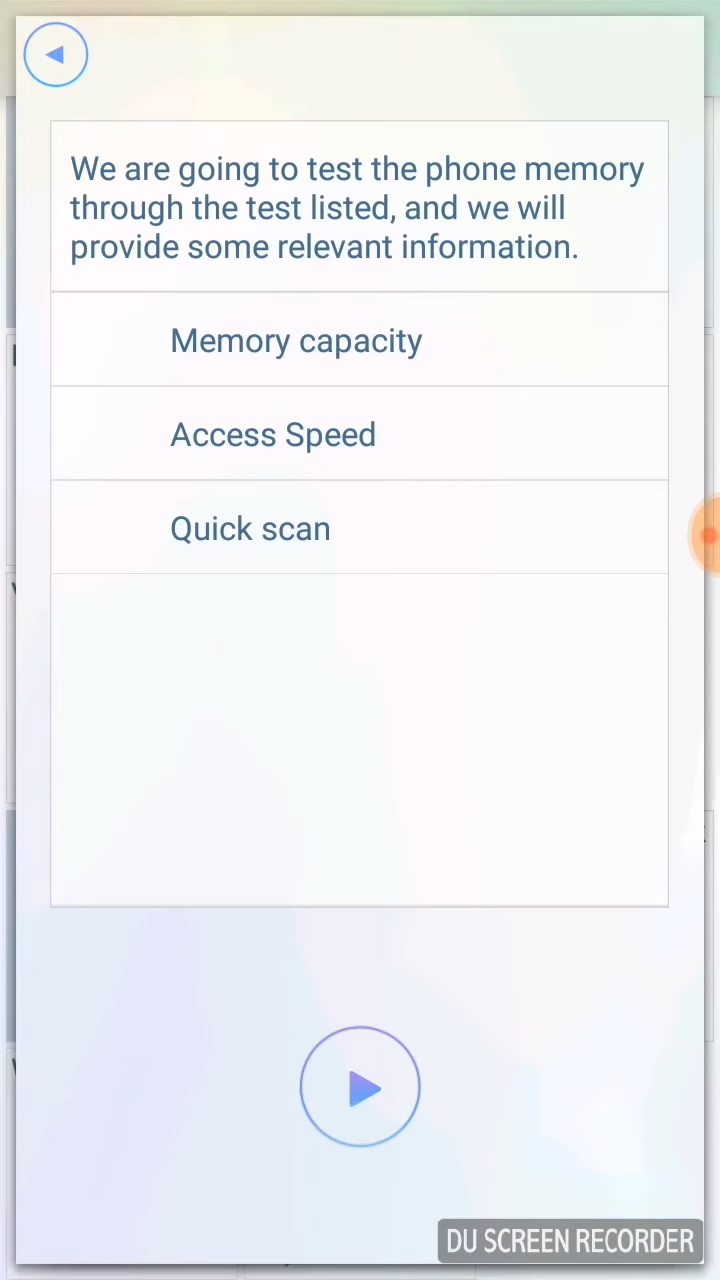 We are going to test the phone memory
through the test listed, and we will
provide some relevant information.
Memory capacity
Access Speed
Quick scan
DU SCREEN RECORDER